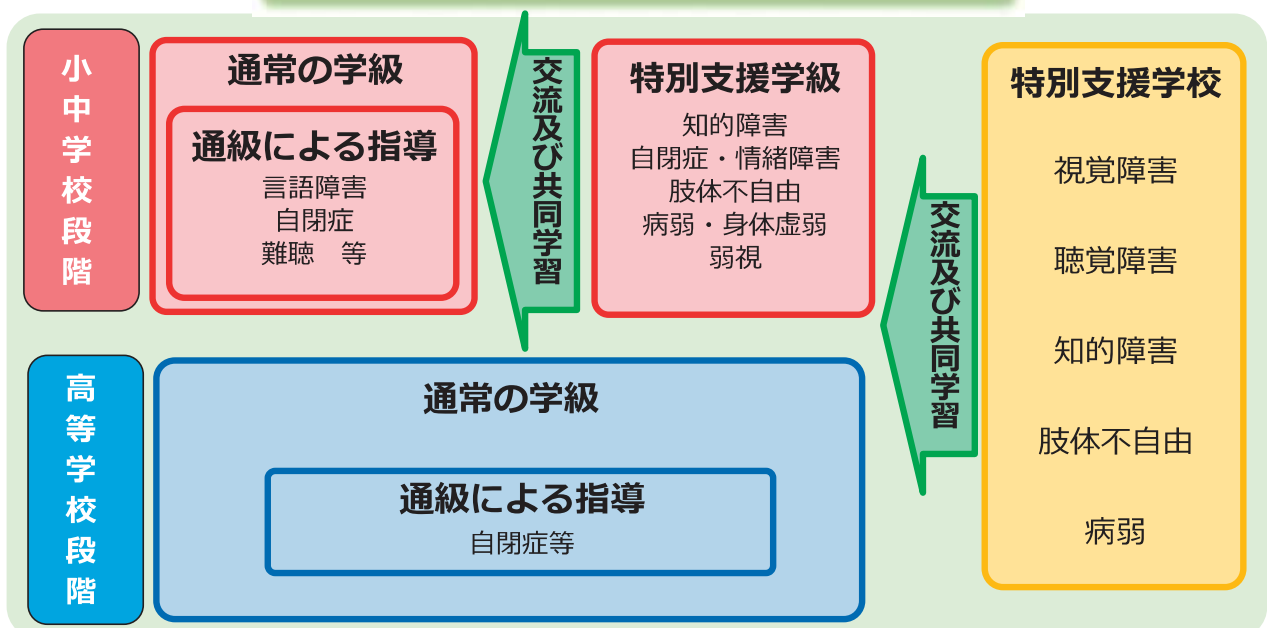 小中学校段階
通常の学級
通級による指導
言語障害
自閉症
難聴　等
交流及び共同学習
特別支援学級
知的障害
自閉症・情緒障害
肢体不自由
病弱・身体虚弱
弱視
交流及び共同学習
特別支援学校
視覚障害
聴覚障害
知的障害
肢体不自由
病弱
高等学校段階
通常の学級
通級による指導
自閉症等